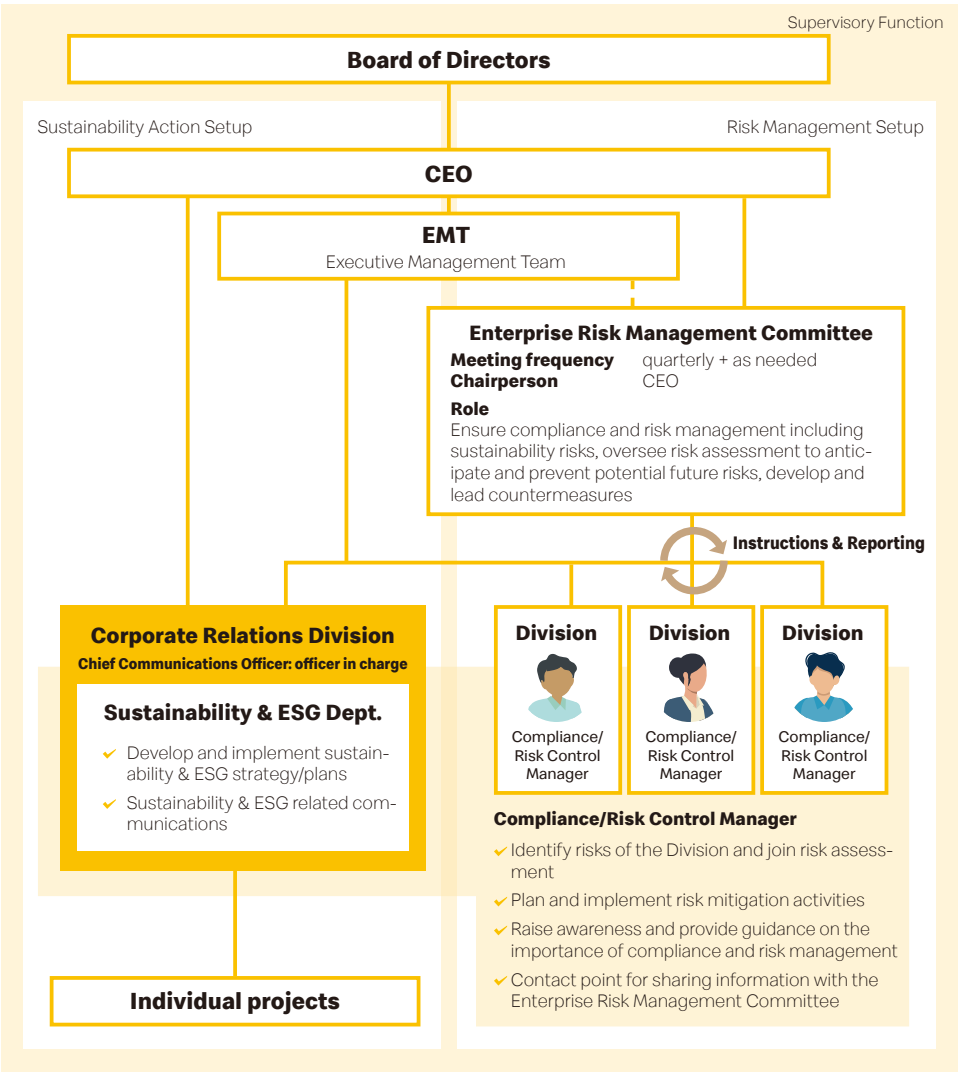 Supervisory Function
Board of Directors
Sustainability Action Setup
Risk Management Setup
CEO
EMT
Executive Management Team
Enterprise Risk Management Committee
Meeting frequency quarterly + as needed
Chairperson CEO
Role
Ensure compliance and risk management including
sustainability risks, oversee risk assessment to antic-
ipate and prevent potential future risks, develop and
lead countermeasures
Instructions & Reporting
Corporate Relations Division
Chief Communications Officer: officer in charge
Sustainability & ESG Dept.
Develop and implement sustain-
ability & ESG strategy/plans
Sustainability & ESG related com-
munications
Individual projects
Division
Compliance/
Risk Control
Manager
Division
Compliance/
Risk Control
Manager
Division
Compliance/
Risk Control
Manager
Compliance/Risk Control Manager
Identify risks of the Division and join risk assess-
ment
Plan and implement risk mitigation activities
Raise awareness and provide guidance on the
importance of compliance and risk management
Contact point for sharing information with the
Enterprise Risk Management Committee